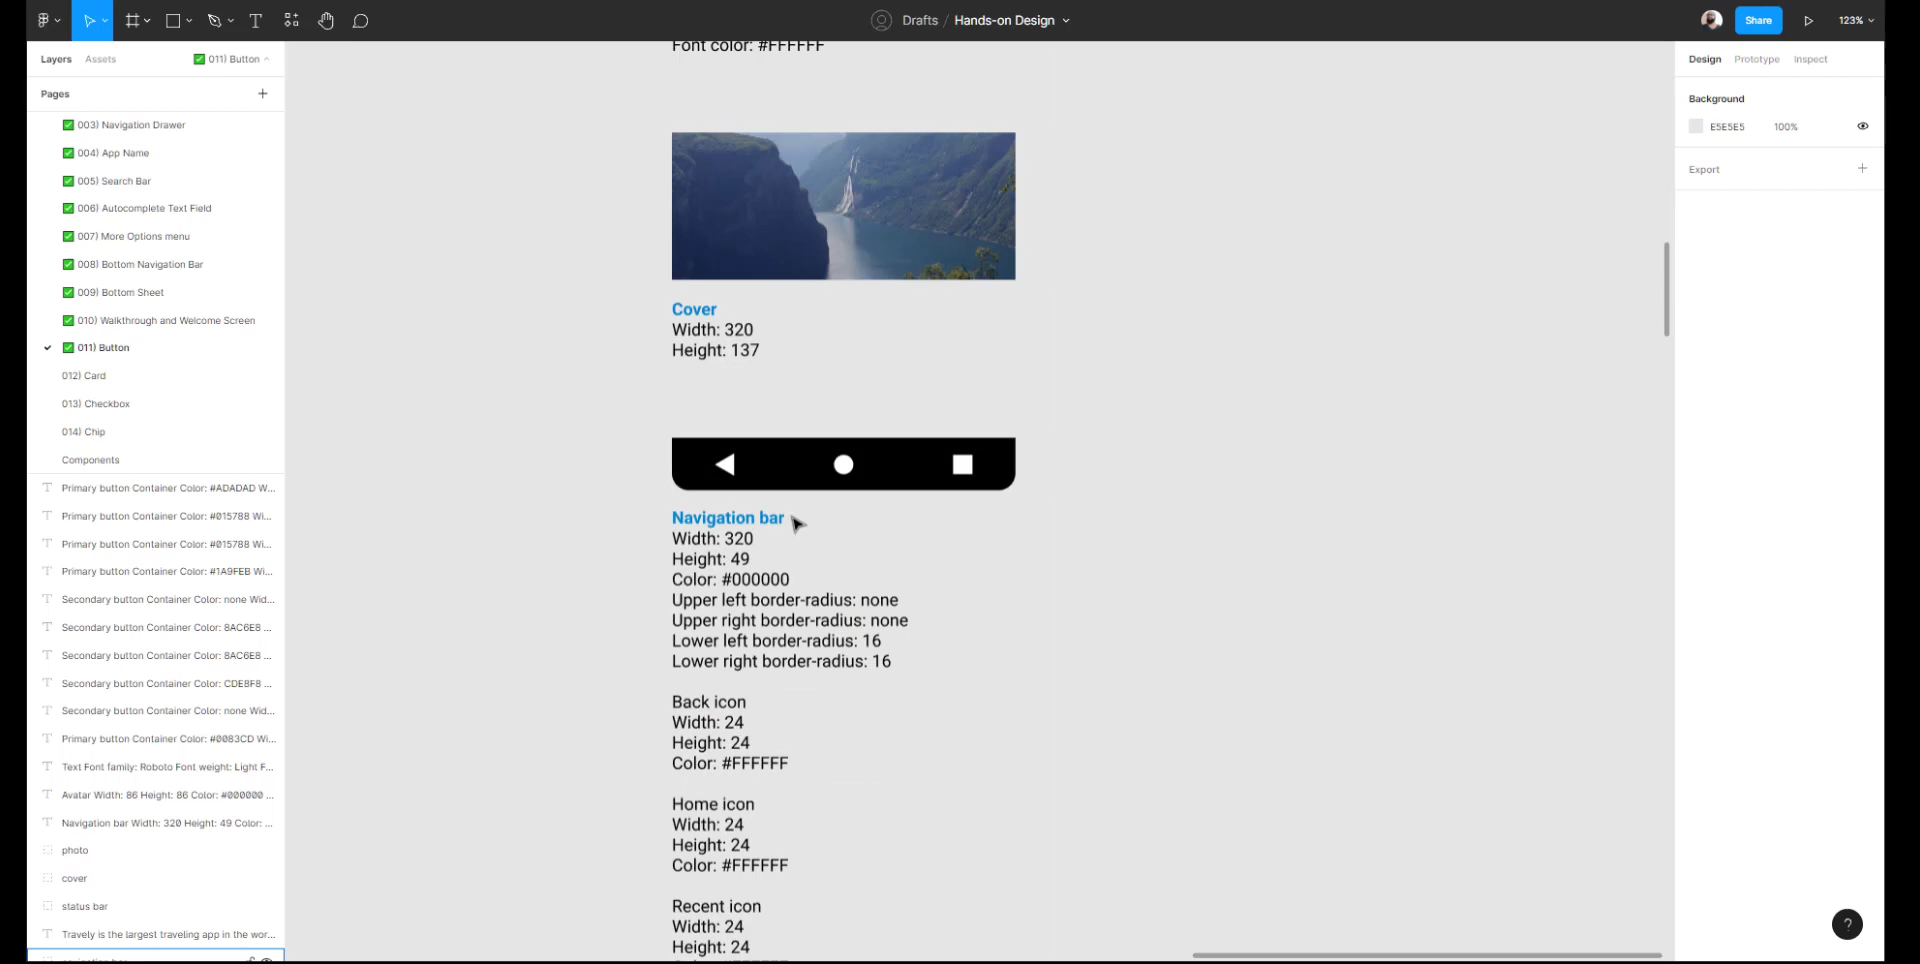 Drafts / Hands-on Design
Share
123%
Layers
Assets
011) Button
Pages
003) Navigation Drawer
004) App Name
005) Search Bar
006) Autocomplete Text Field
007) More Options menu
008) Bottom Navigation Bar
009) Bottom Sheet
010) Walkthrough and Welcome Screen
011) Button
012) Card
013) Checkbox
014) Chip
Components
Primary button Container Color: #ADADAD W...
Primary button Container Color: #015788 Wi...
Primary button Container Color: #015788 Wi...
Primary button Container Color: #1A9FEB Wi...
Secondary button Container Color: none Wid...
Secondary button Container Color: 8AC6E8 ...
Secondary button Container Color: 8AC6E8 ...
Secondary button Container Color: CDE8F8 ...
Secondary button Container Color: none Wid...
Primary button Container Color: #0083CD Wi...
Text Font family: Roboto Font weight: Light F...
Avatar Width: 86 Height: 86 Color: #000000 ...
Navigation bar Width: 320 Height: 49 Color: ...
photo
cover
status bar
Travely is the largest traveling app in the wor...
Font color: #FFFFFF
Cover
Width: 320
Height: 137
Navigation bar
Width: 320
Height: 49
Color: #000000
Upper left border-radius: none
Upper right border-radius: none
Lower left border-radius: 16
Lower right border-radius: 16
Back icon
Width: 24
Height: 24
Color: #FFFFFF
Home icon
Width: 24
Height: 24
Color: #FFFFFF
Recent icon
Width: 24
Height: 24
Design
Prototype
Inspect
Background
E5E5E5
100%
Export
?